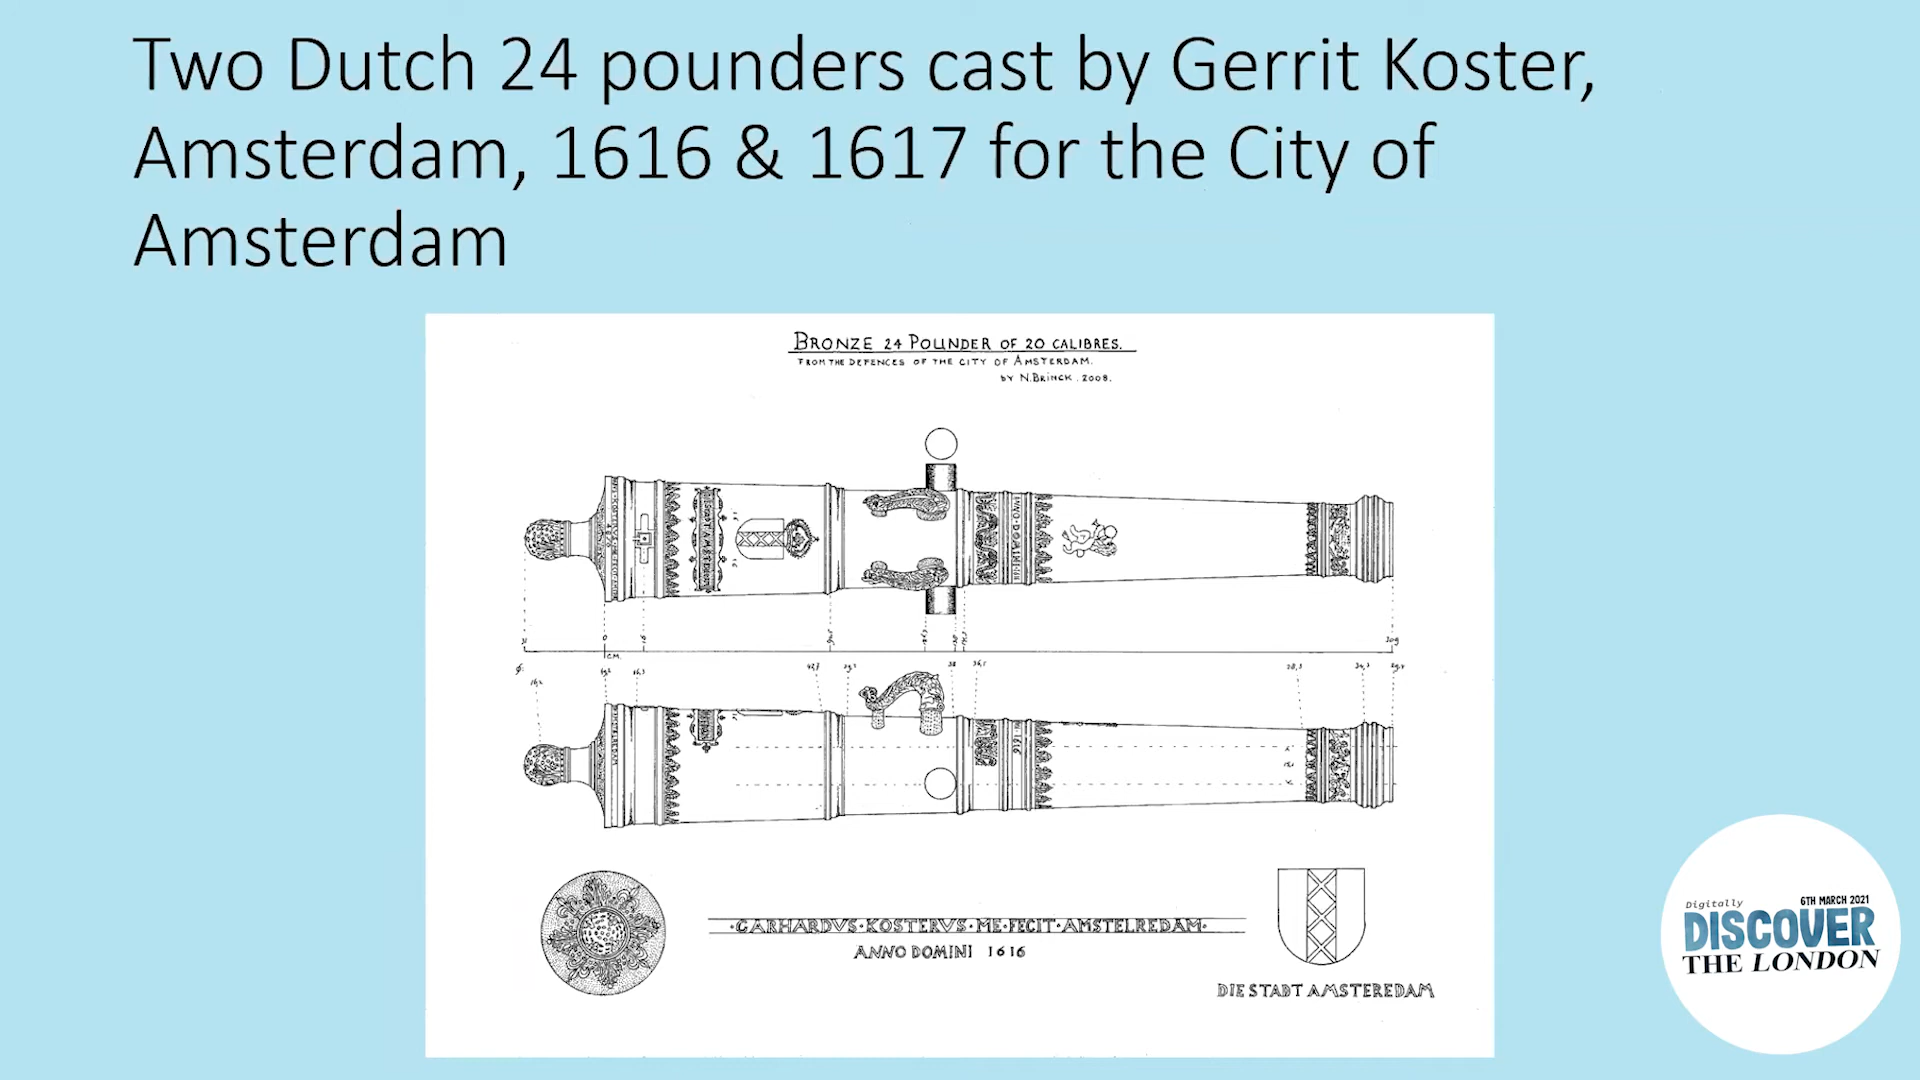 Two Dutch 24 pounders cast by Gerrit Koster,
Amsterdam, 1616 & 1617 for the City of
Amsterdam
BRONZE 24 POUNDER OF 20 CALIBRES.
FROM THE DEFENCES OF THE CITY OF AMSTERDAM.
BY N.BRINCK. 2008.
ANNO·DOMINI
C.M.
·GARHARDVS·KOSTERVS·ME·FECIT·AMSTELREDAM·
ANNO DOMINI 1616
DIE STADT AMSTEREDAM
Digitally
6TH MARCH 2021
DISCOVER
THE LONDON